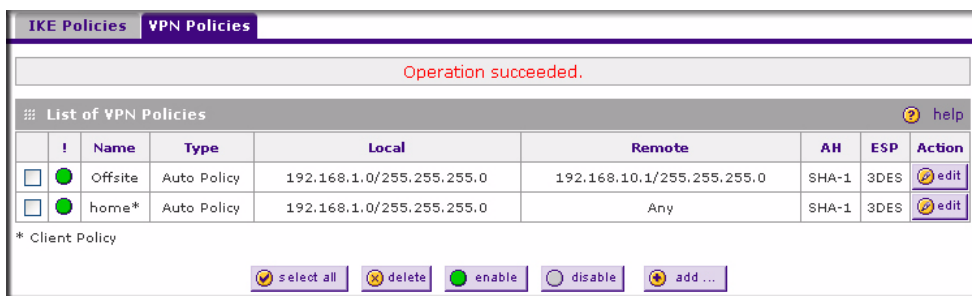 IKE Policies VPN Policies
Operation succeeded.
List of VPN Policies help
! Name Type Local Remote AH ESP Action
Offsite Auto Policy 192.168.1.0/255.255.255.0 192.168.10.1/255.255.255.0 SHA-1 3DES edit
home* Auto Policy 192.168.1.0/255.255.255.0 Any SHA-1 3DES edit
* Client Policy
select all delete enable disable add ...